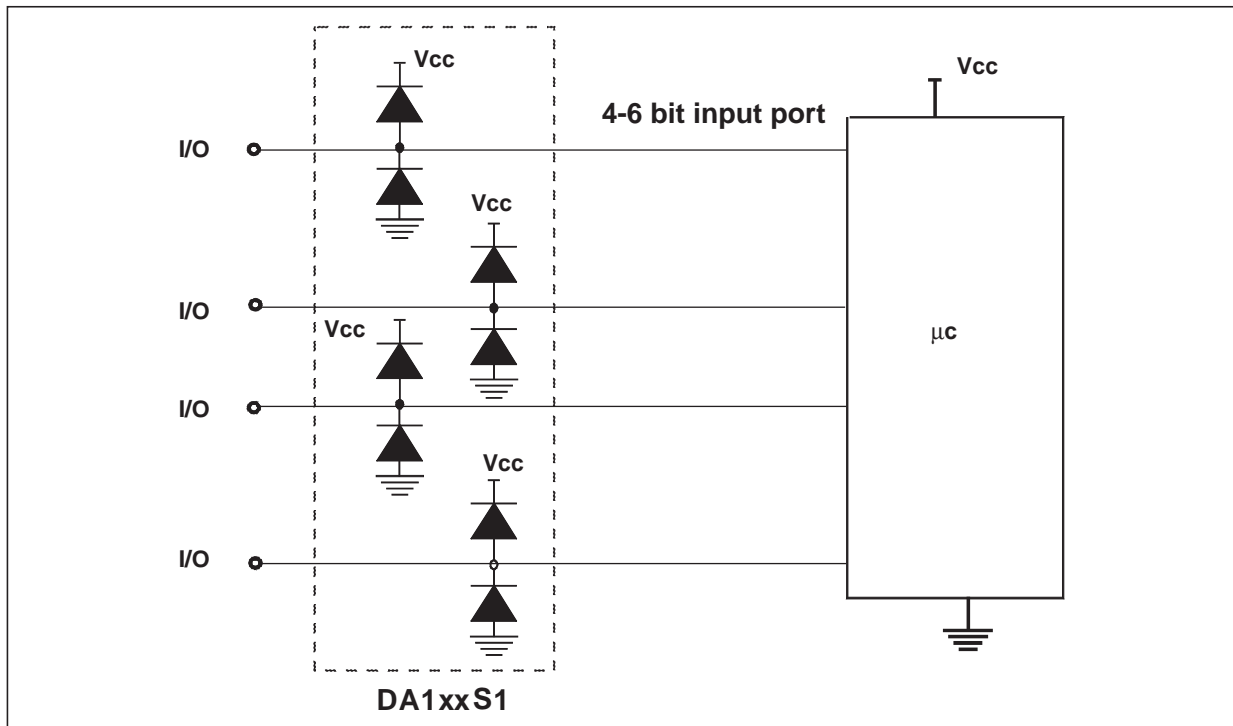 Vcc
Vcc
4-6 bit input port
I/O
Vcc
I/O
Vcc
µc
I/O
Vcc
I/O
DA1xxS1